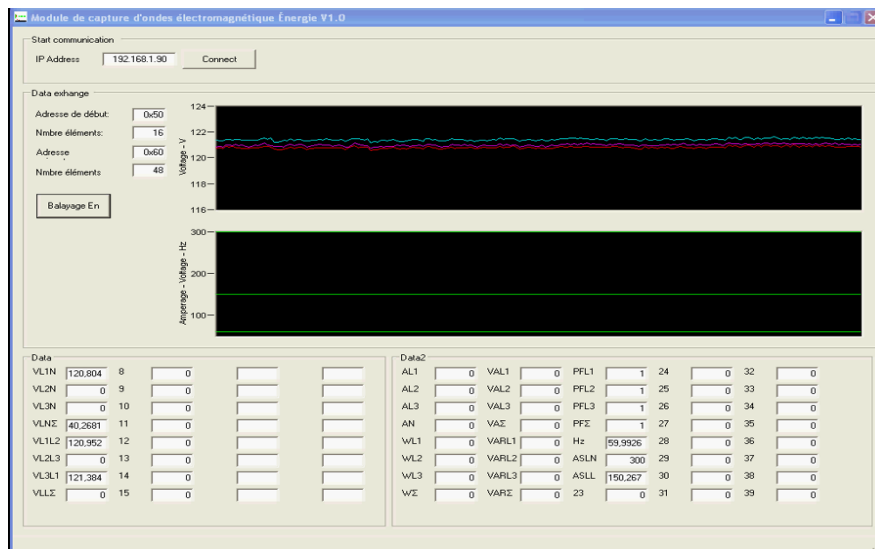 Module de capture d'ondes électromagnétique Énergie V1.0
Start communication
IP Address 192.168.1.90 Connect
Data exhange
Adresse de début: 0x50
Nmbre éléments: 16
Adresse 0x60
Nmbre éléments 48
Balayage En
124
122
120
118
116
Voltage - V
300
200
100
Amperage - Voltage - Hz
Data
VL1N 120,804 8 0
VL2N 0 9 0
VL3N 0 10 0
VLNΣ 40,2681 11 0
VL1L2 120,952 12 0
VL2L3 0 13 0
VL3L1 121,384 14 0
VLLΣ 0 15 0
Data2
AL1 0 VAL1 0 PFL1 1 24 0 32 0
AL2 0 VAL2 0 PFL2 1 25 0 33 0
AL3 0 VAL3 0 PFL3 1 26 0 34 0
AN 0 VAΣ 0 PFΣ 1 27 0 35 0
WL1 0 VARL1 0 Hz 59,9926 28 0 36 0
WL2 0 VARL2 0 ASLN 300 29 0 37 0
WL3 0 VARL3 0 ASLL 150,267 30 0 38 0
WΣ 0 VARΣ 0 23 0 31 0 39 0